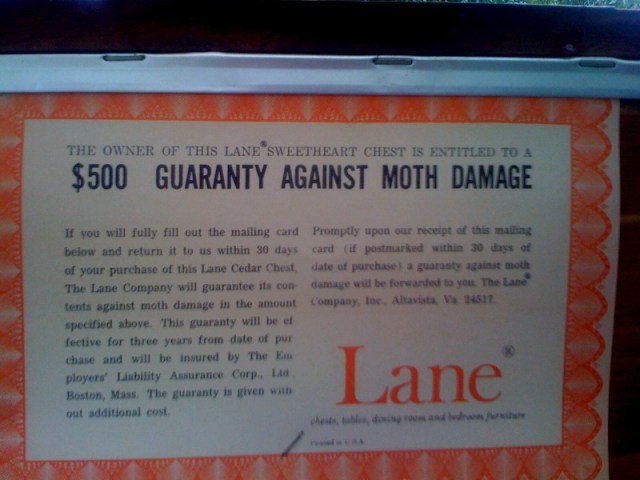 THE OWNER OF THIS LANE® SWEETHEART CHEST IS ENTITLED TO A
$500 GUARANTY AGAINST MOTH DAMAGE
If you will fully fill out the mailing card
below and return it to us within 30 days
of your purchase of this Lane Cedar Chest,
The Lane Company will guarantee its con-
tents against moth damage in the amount
specified above. This guaranty will be ef-
fective for three years from date of pur-
chase and will be insured by The Em-
ployers' Liability Assurance Corp., Ltd.,
Boston, Mass. The guaranty is given with-
out additional cost.
Promptly upon our receipt of this mailing
card (if postmarked within 30 days of
date of purchase) a guaranty against moth
damage will be forwarded to you. The Lane®
Company, Inc., Altavista, Va. 24517.
Lane®
chests, tables, dining room and bedroom furniture
Printed in U.S.A.